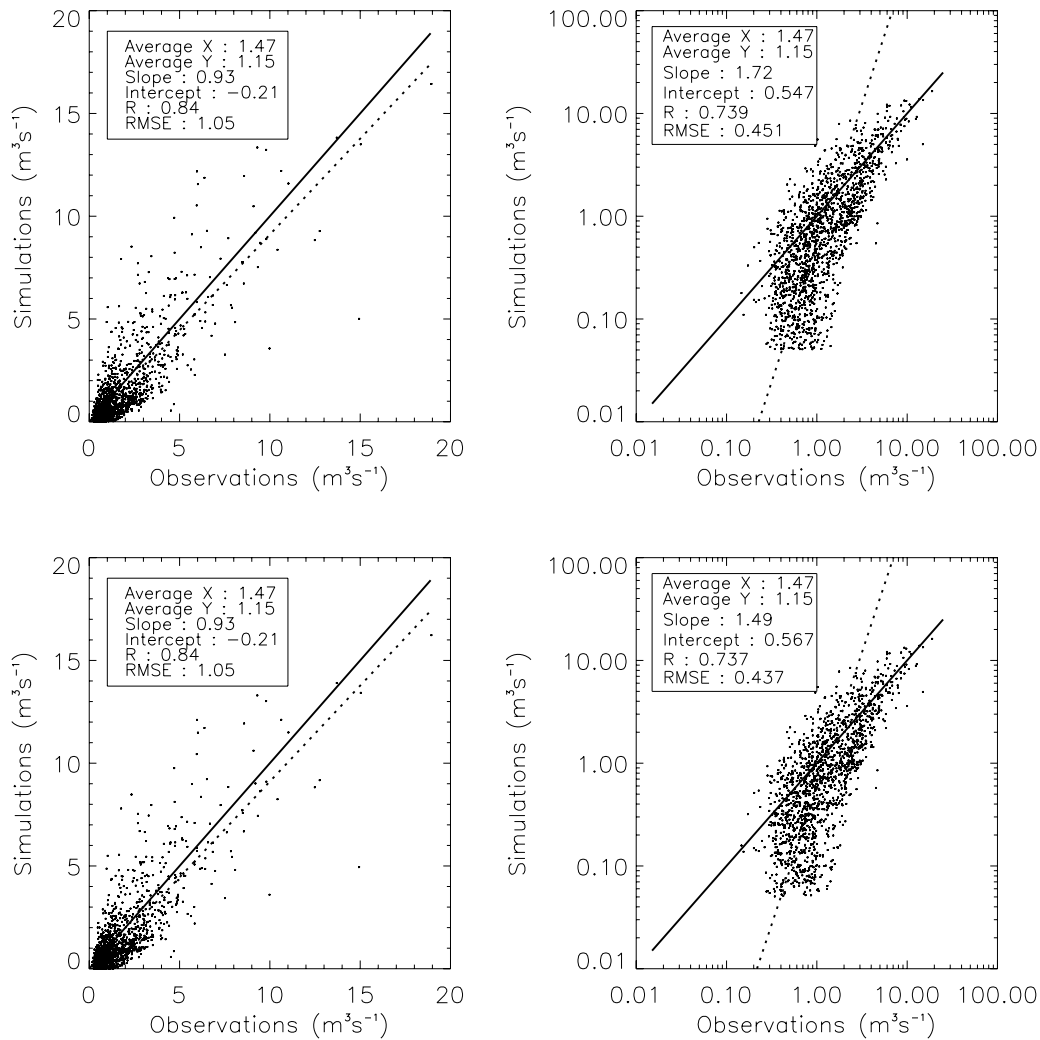 20
15
10
5
0
0 5 10 15 20
Simulations (m³s⁻¹)
Observations (m³s⁻¹)
Average X : 1.47
Average Y : 1.15
Slope : 0.93
Intercept : −0.21
R : 0.84
RMSE : 1.05
100.00
10.00
1.00
0.10
0.01
0.01 0.10 1.00 10.00 100.00
Simulations (m³s⁻¹)
Observations (m³s⁻¹)
Average X : 1.47
Average Y : 1.15
Slope : 1.72
Intercept : 0.547
R : 0.739
RMSE : 0.451
20
15
10
5
0
0 5 10 15 20
Simulations (m³s⁻¹)
Observations (m³s⁻¹)
Average X : 1.47
Average Y : 1.15
Slope : 0.93
Intercept : −0.21
R : 0.84
RMSE : 1.05
100.00
10.00
1.00
0.10
0.01
0.01 0.10 1.00 10.00 100.00
Simulations (m³s⁻¹)
Observations (m³s⁻¹)
Average X : 1.47
Average Y : 1.15
Slope : 1.49
Intercept : 0.567
R : 0.737
RMSE : 0.437